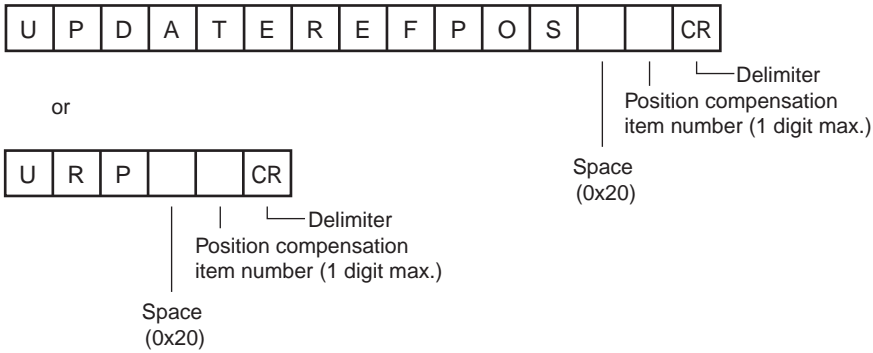 U P D A T E R E F P O S CR
Delimiter
Position compensation
item number (1 digit max.)
Space
(0x20)
or
U R P CR
Delimiter
Position compensation
item number (1 digit max.)
Space
(0x20)